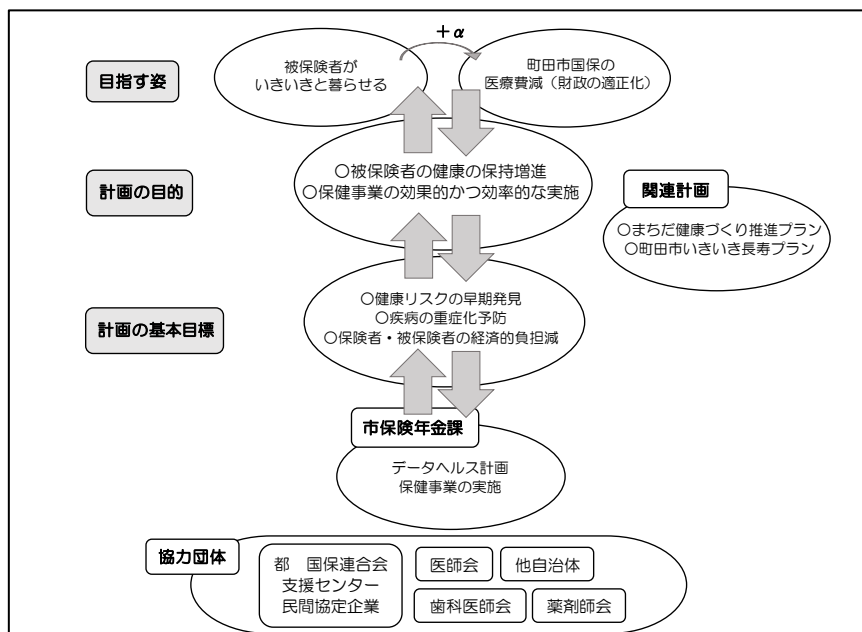 ＋α
目指す姿
被保険者が
いきいきと暮らせる
町田市国保の
医療費減（財政の適正化）
計画の目的
○被保険者の健康の保持増進
○保健事業の効果的かつ効率的な実施
関連計画
○まちだ健康づくり推進プラン
○町田市いきいき長寿プラン
計画の基本目標
○健康リスクの早期発見
○疾病の重症化予防
○保険者・被保険者の経済的負担減
市保険年金課
データヘルス計画
保健事業の実施
協力団体
都　国保連合会
支援センター
民間協定企業
医師会
他自治体
歯科医師会
薬剤師会